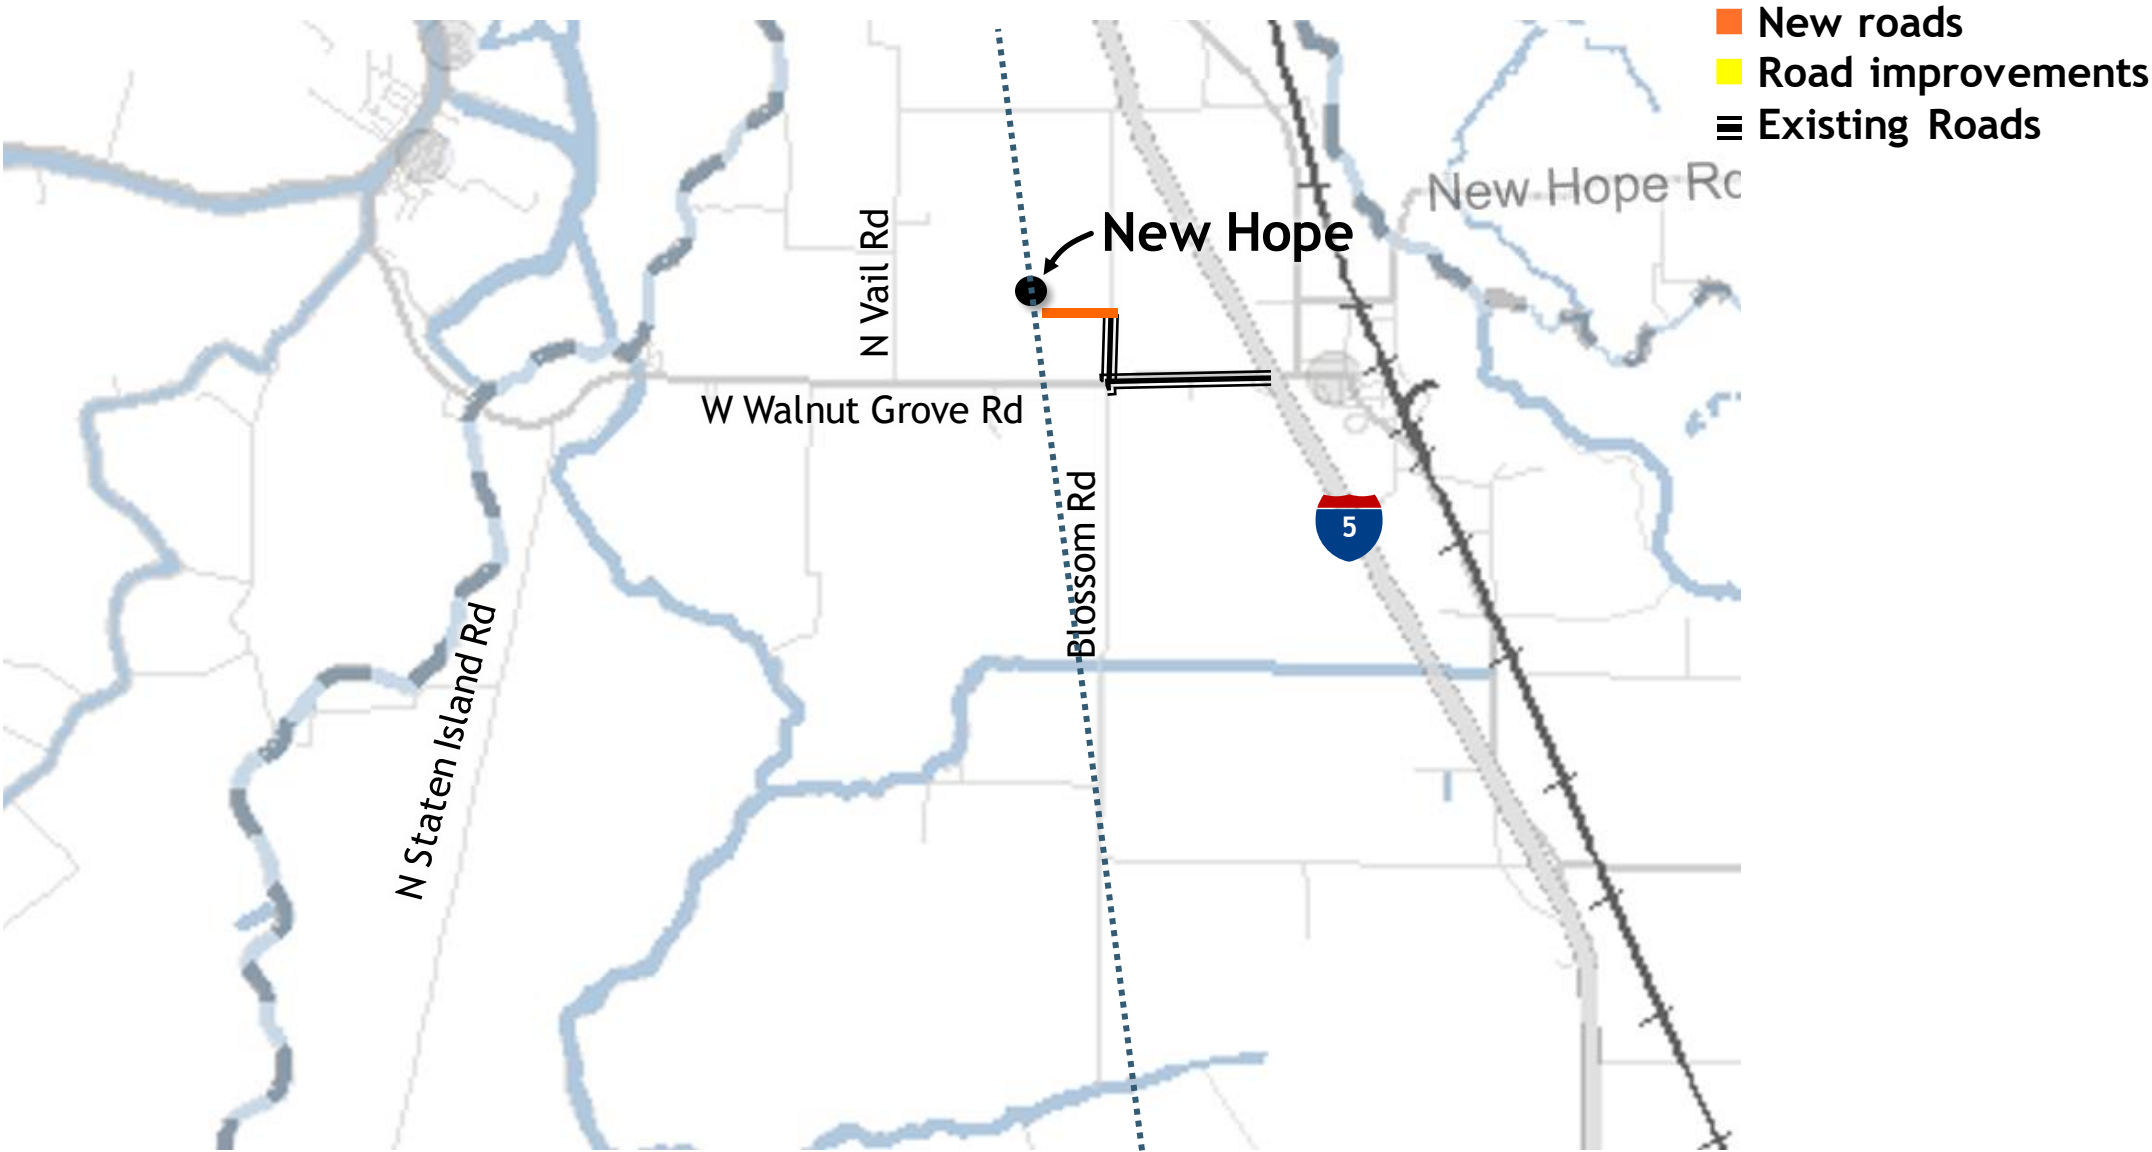 New roads
Road improvements
Existing Roads
New Hope Rd
New Hope
N Vail Rd
W Walnut Grove Rd
Blossom Rd
5
N Staten Island Rd